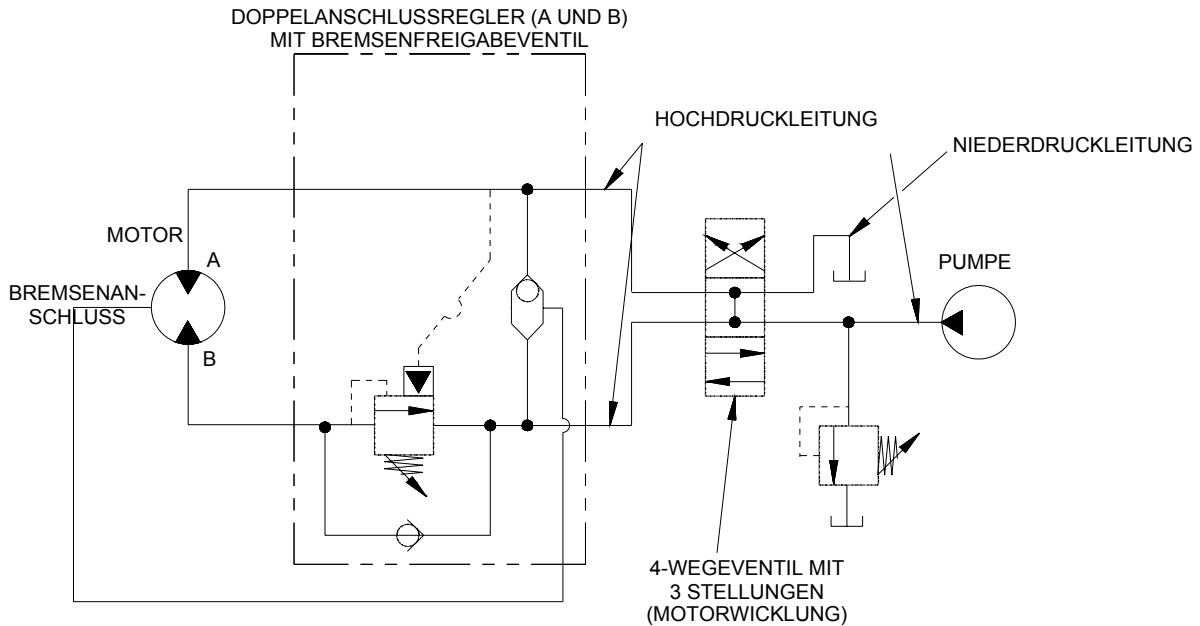 DOPPELANSCHLUSSREGLER (A UND B)
MIT BREMSENFREIGABEVENTIL
HOCHDRUCKLEITUNG
NIEDERDRUCKLEITUNG
MOTOR
A
PUMPE
BREMSENAN-
SCHLUSS
B
4-WEGEVENTIL MIT
3 STELLUNGEN
(MOTORWICKLUNG)